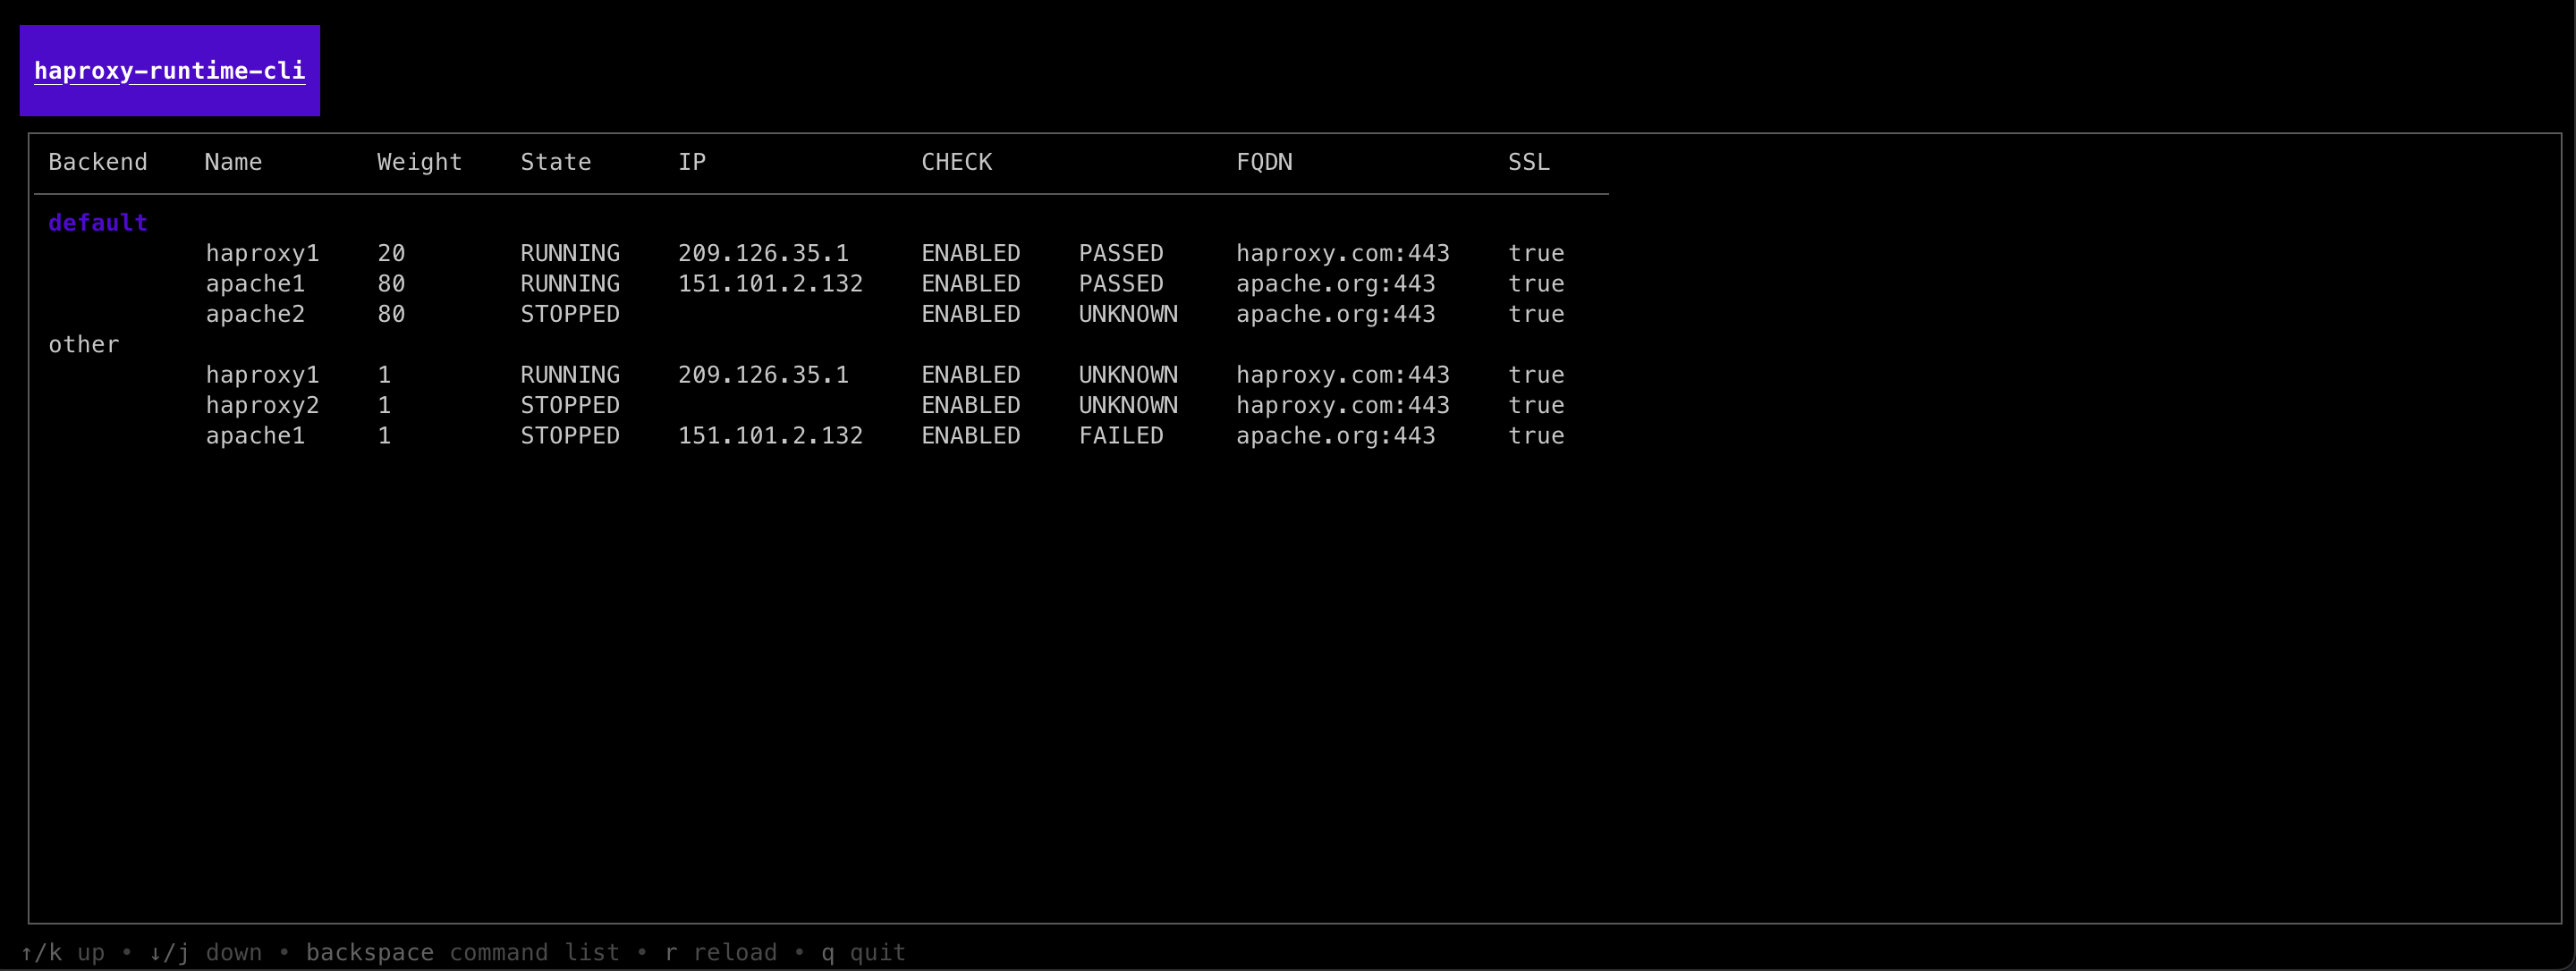 haproxy-runtime-cli
Backend Name Weight State IP CHECK FQDN SSL
default
haproxy1 20 RUNNING 209.126.35.1 ENABLED PASSED haproxy.com:443 true
apache1 80 RUNNING 151.101.2.132 ENABLED PASSED apache.org:443 true
apache2 80 STOPPED ENABLED UNKNOWN apache.org:443 true
other
haproxy1 1 RUNNING 209.126.35.1 ENABLED UNKNOWN haproxy.com:443 true
haproxy2 1 STOPPED ENABLED UNKNOWN haproxy.com:443 true
apache1 1 STOPPED 151.101.2.132 ENABLED FAILED apache.org:443 true
↑/k up • ↓/j down • backspace command list • r reload • q quit